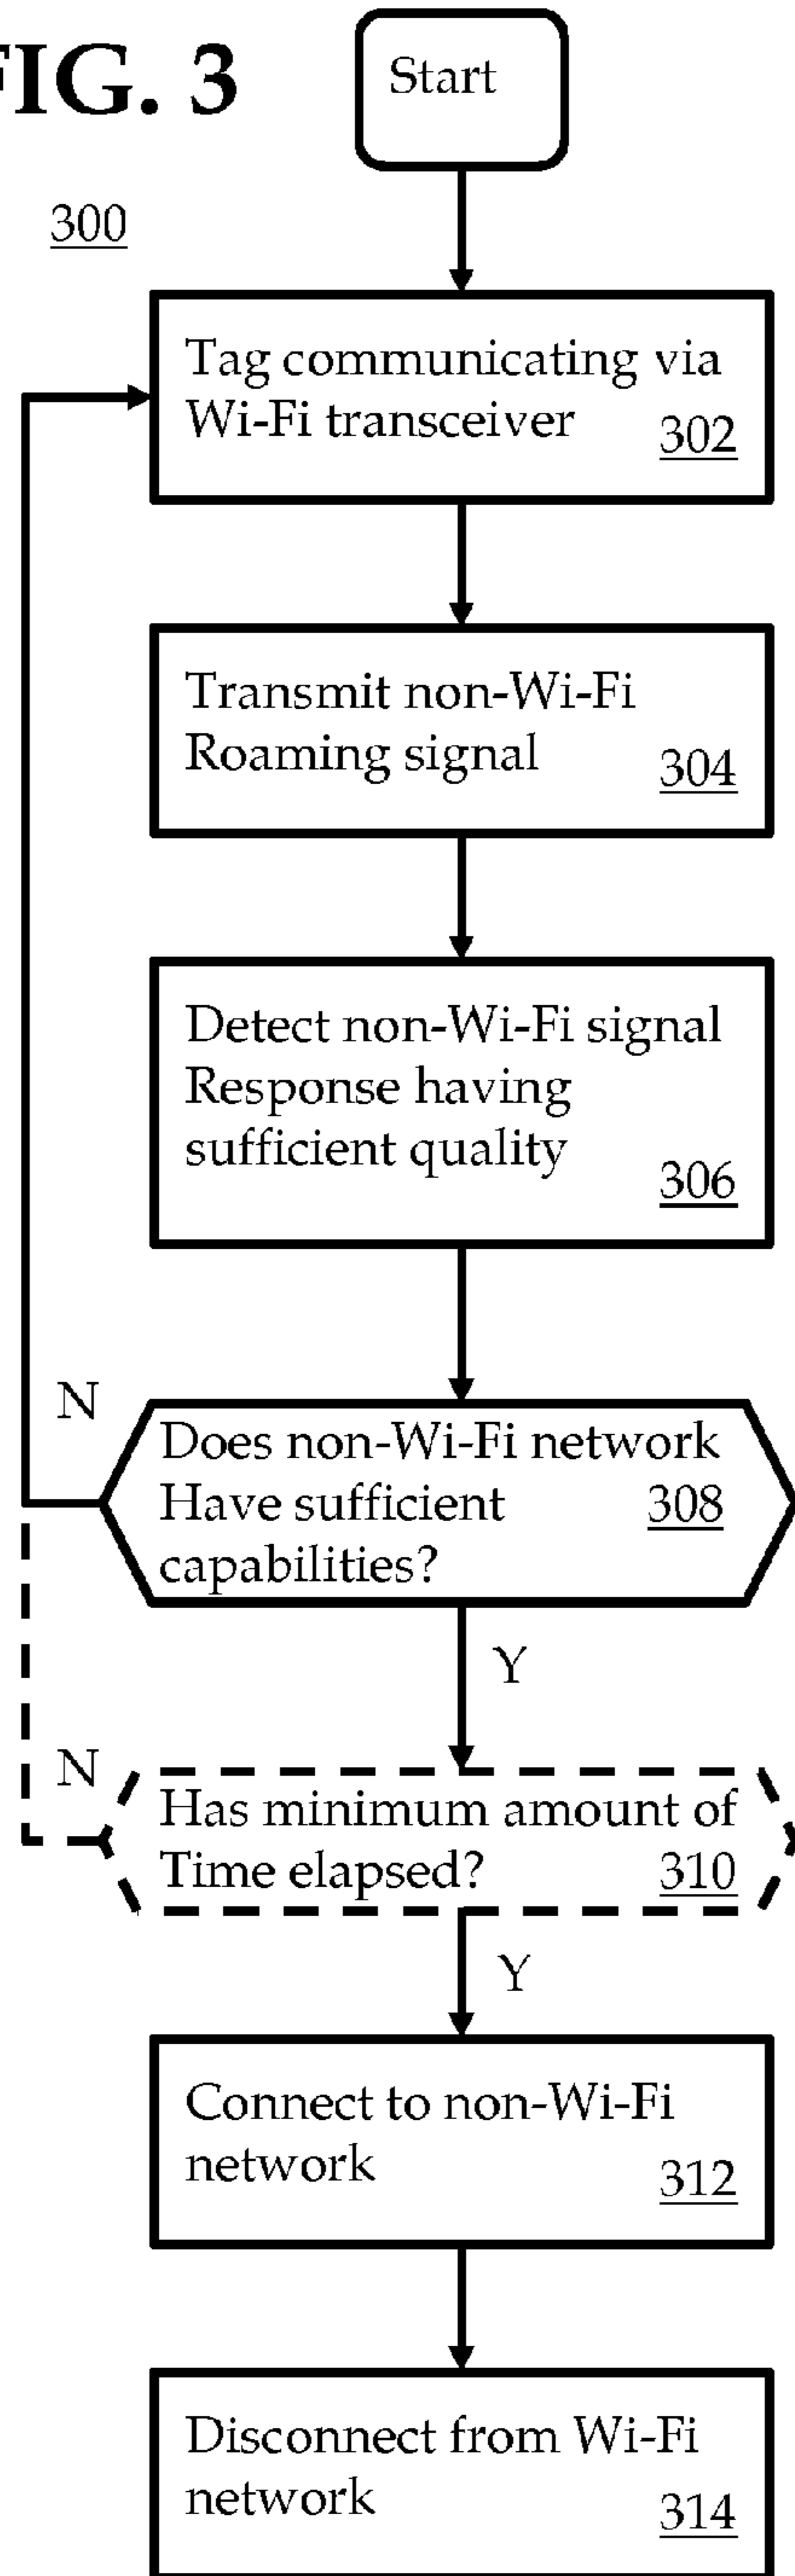 FIG. 3
Start
300
Tag communicating via
Wi-Fi transceiver 302
Transmit non-Wi-Fi
Roaming signal 304
Detect non-Wi-Fi signal
Response having
sufficient quality 306
N
Does non-Wi-Fi network
Have sufficient 308
capabilities?
Y
N
Has minimum amount of
Time elapsed? 310
Y
Connect to non-Wi-Fi
network 312
Disconnect from Wi-Fi
network 314